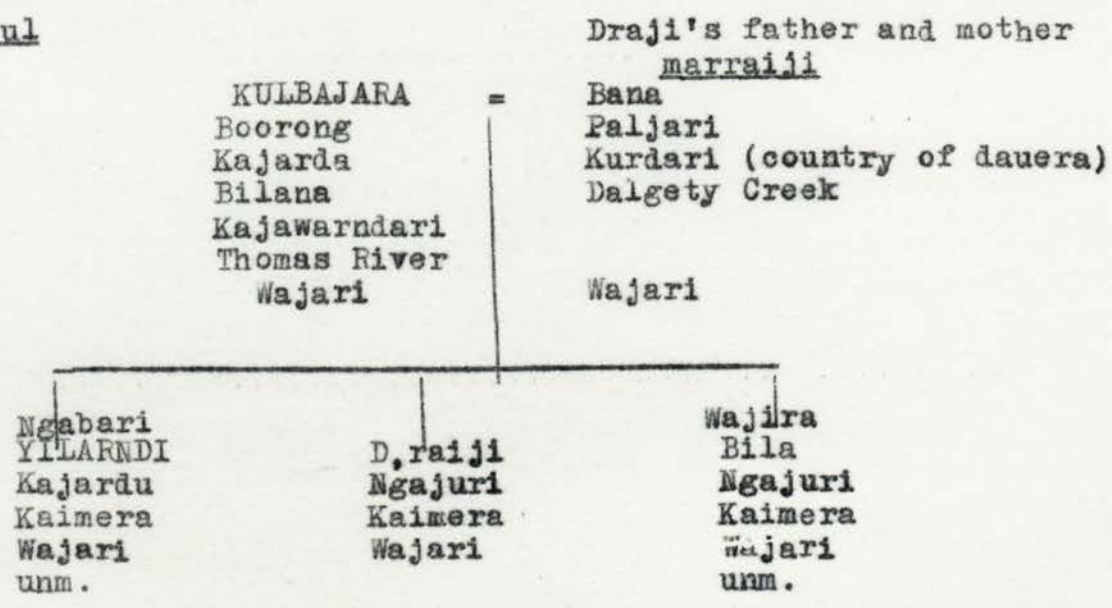 ul
Draji's father and mother
marraiji
KULBAJARA = Bana
Boorong Paljari
Kajarda Kurdari (country of dauera)
Bilana Dalgety Creek
Kajawarndari
Thomas River
Wajari Wajari
Ngabari Wajira
YILARNDI D,raiji Bila
Kajardu Ngajuri Ngajuri
Kaimera Kaimera Kaimera
Wajari Wajari Wajari
unm. unm.